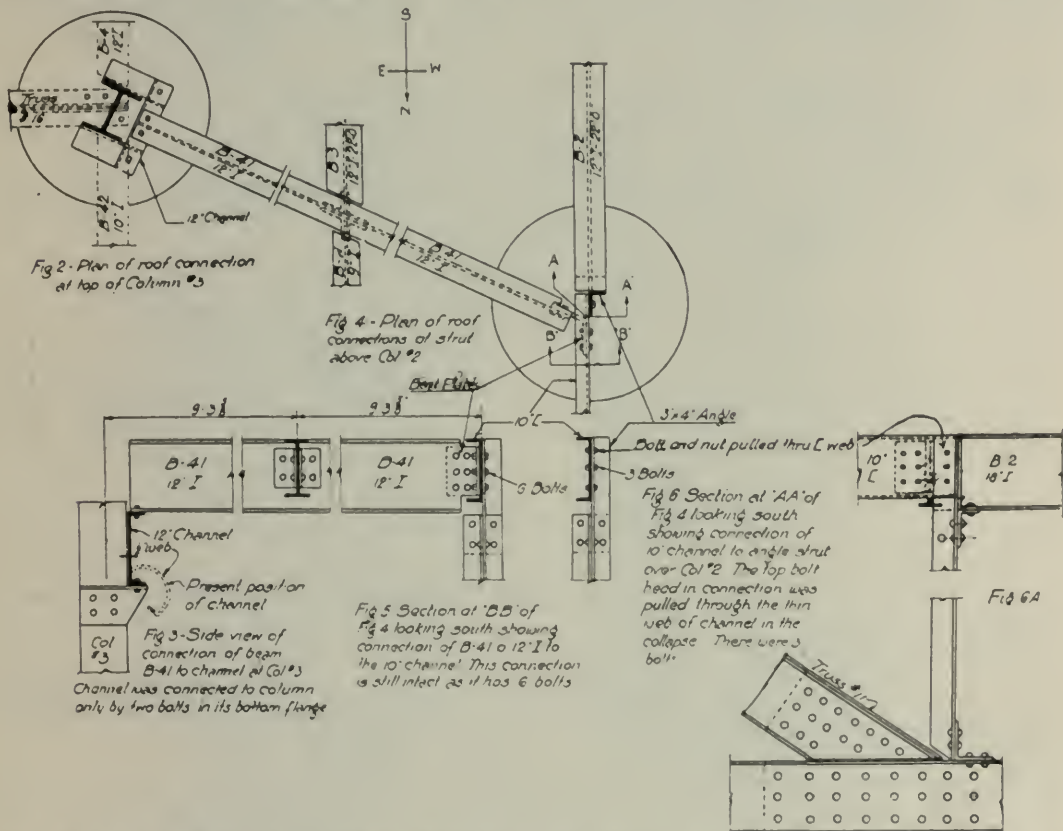 S
E W
N
B-4
12" I
Truss
B-42
10" I
B-41
12" I
12" Channel
B-3
B-41
12" I
B-2
A A
B' B'
Fig 2 - Plan of roof connection
at top of Column #3
Fig 4 - Plan of roof
connections at strut
above Col #2
Bent Plate
9'-3
9'-3
10" C
3"x4" Angle
Bolt and nut pulled thru C web
3 Bolts
6 Bolts
B-41
12" I
B-41
12" I
12" Channel
web
Present position
of channel
Col
#3
Fig 3 - Side view of
connection of beam
B-41 to channel at Col #3
Channel was connected to column
only by two bolts in its bottom flange
Fig 5 Section at "BB" of
Fig 4 looking south showing
connection of B-41 a 12" I to
the 10" channel This connection
is still intact as it has 6 bolts
Fig 6 Section at "AA" of
Fig 4 looking south
showing connection of
10" channel to angle strut
over Col #2 The top bolt
head in connection was
pulled through the thin
web of channel in the
collapse There were 3
bolts
10"
C
B-2
18" I
Fig 6A
Truss